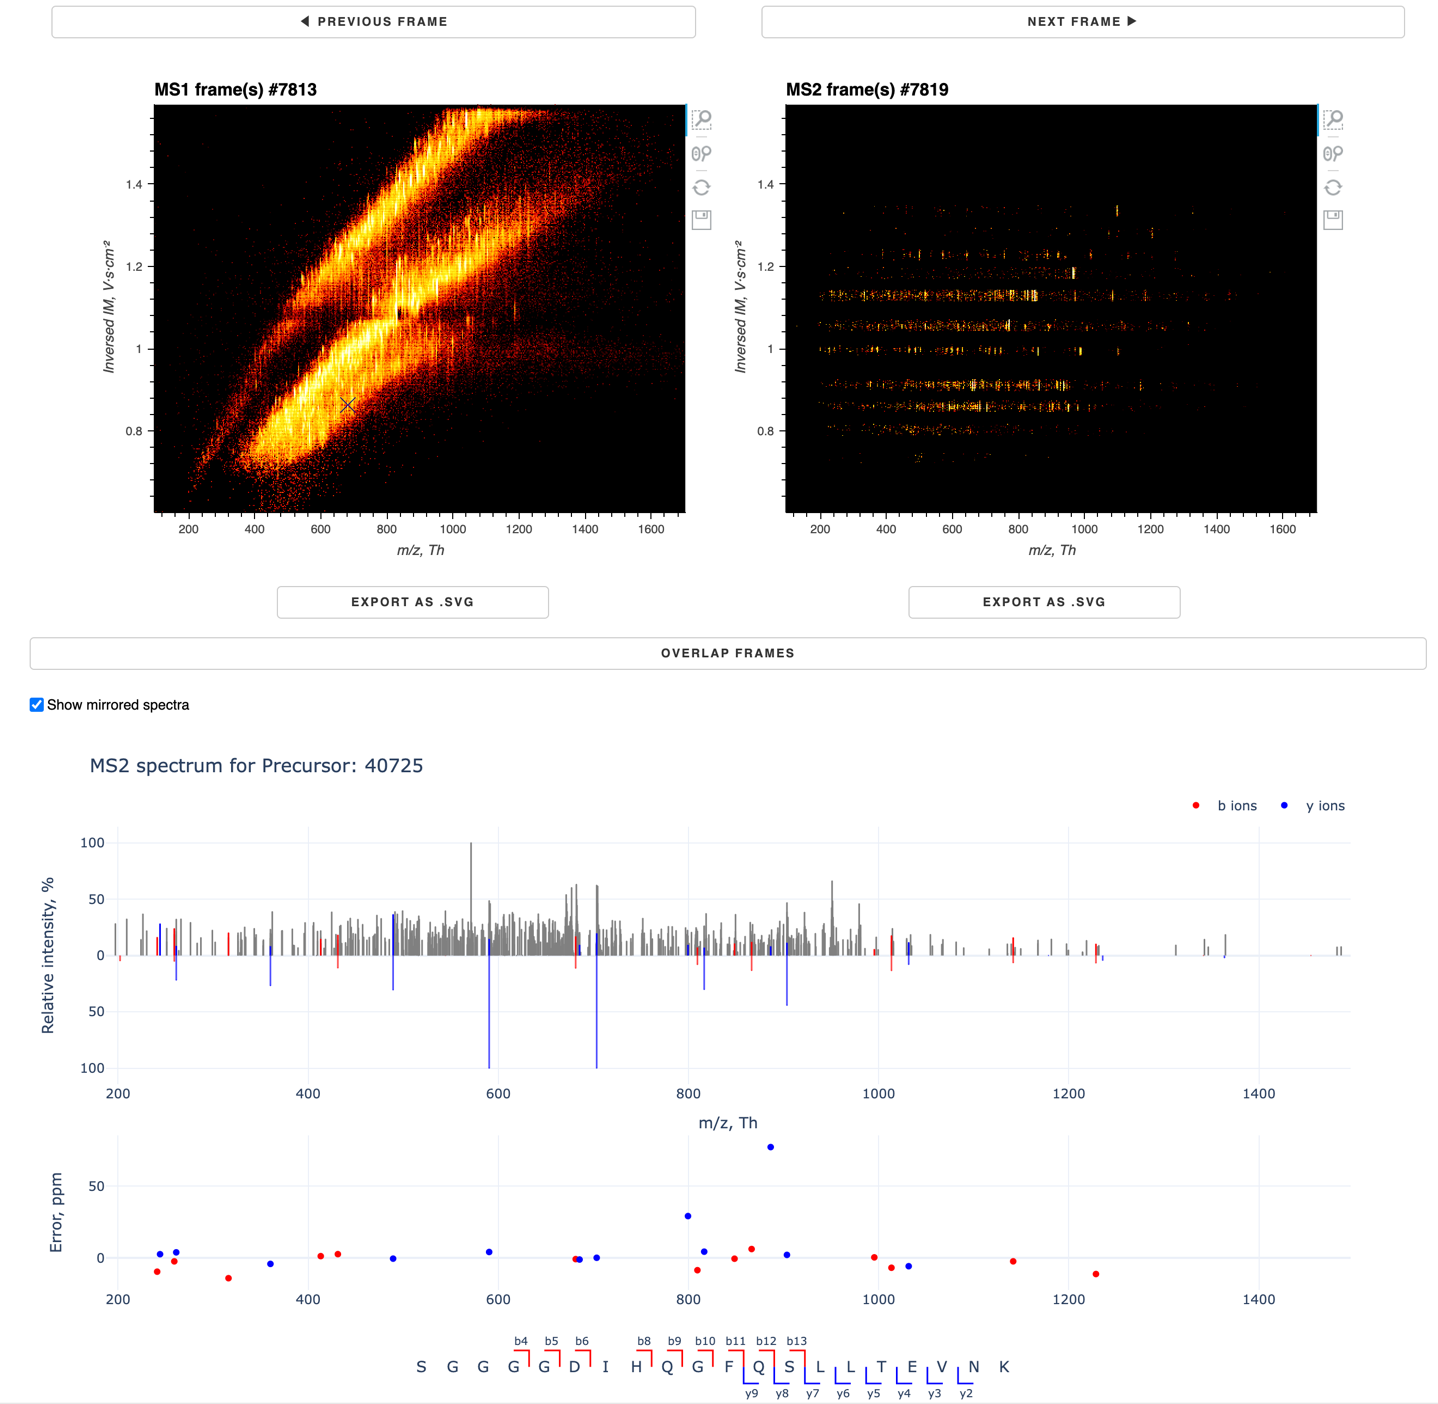 ◀ PREVIOUS FRAME
NEXT FRAME ▶
MS1 frame(s) #7813
MS2 frame(s) #7819
Inversed IM, V·s·cm⁻²
1.4
1.2
1
0.8
200 400 600 800 1000 1200 1400 1600
m/z, Th
Inversed IM, V·s·cm⁻²
1.4
1.2
1
0.8
200 400 600 800 1000 1200 1400 1600
m/z, Th
EXPORT AS .SVG
EXPORT AS .SVG
OVERLAP FRAMES
Show mirrored spectra
MS2 spectrum for Precursor: 40725
b ions
y ions
Relative intensity, %
100
50
0
50
100
200 400 600 800 1000 1200 1400
m/z, Th
Error, ppm
50
0
200 400 600 800 1000 1200 1400
b4 b5 b6 b8 b9 b10 b11 b12 b13
S G G G G D I H Q G F Q S L L T E V N K
y9 y8 y7 y6 y5 y4 y3 y2